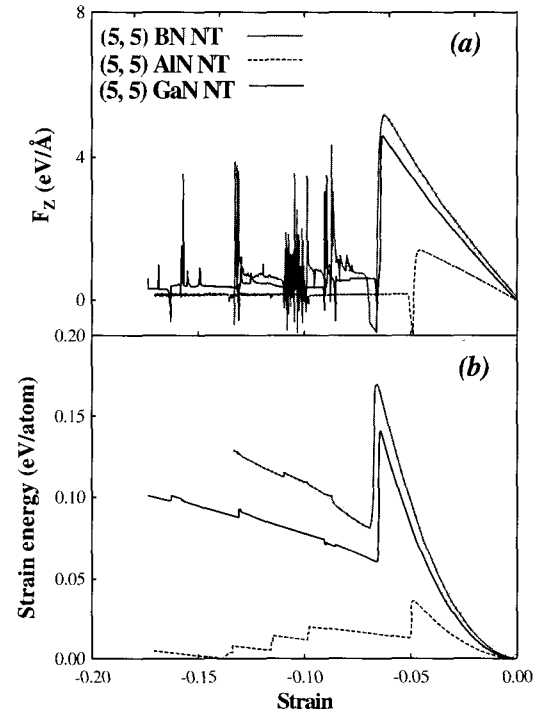 8
(5, 5) BN NT
(a)
(5, 5) AlN NT
(5, 5) GaN NT
4
F_Z (eV/Å)
0
0.20
(b)
0.15
0.10
Strain energy (eV/atom)
0.05
0.00
-0.20 -0.15 -0.10 -0.05 0.00
Strain